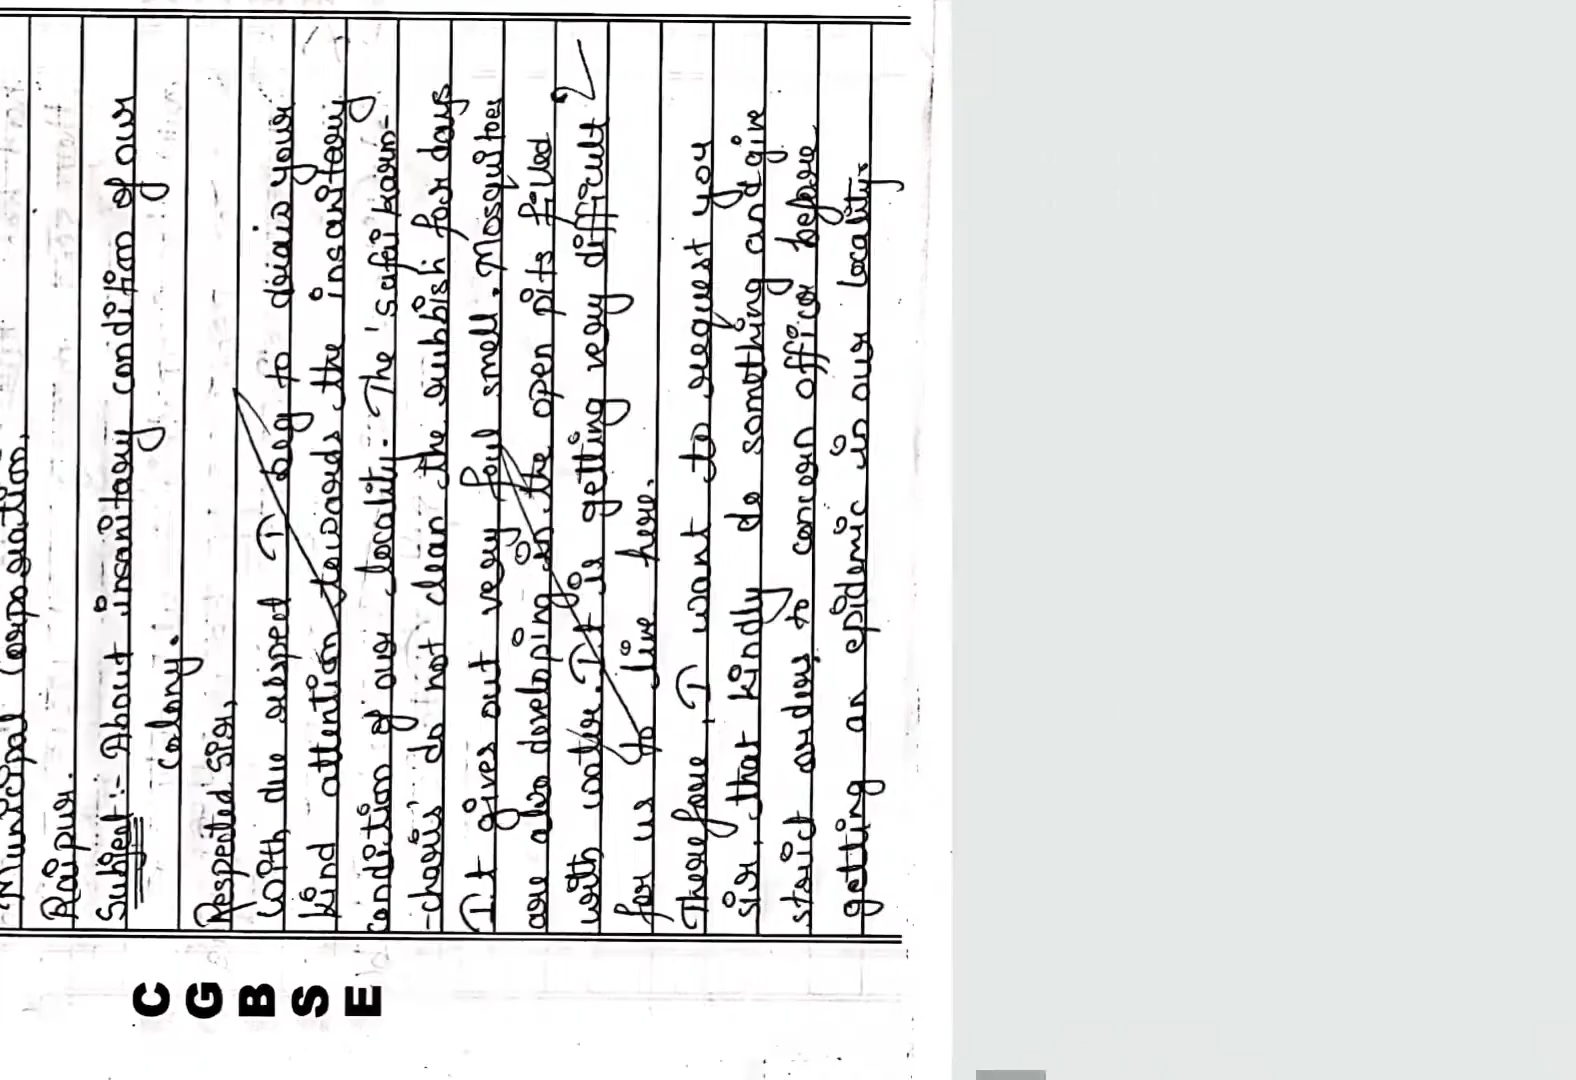 Municipal Corporation,
Raipur.
Subject:- About insanitary condition of our
colony.
Respected Sir,
With due respect I beg to draw your
kind attention towards the insanitary
condition of our locality. The 'safai karm-
-charis do not clean the rubbish for days
It gives out very foul smell. Mosquitoes
are also developing in the open pits filled
with water. It is getting very difficult
for us to live here.
Therefore, I want to request you
sir, that kindly do something and give
strict orders to concern officer before
getting an epidemic in our locality.
CGBSE